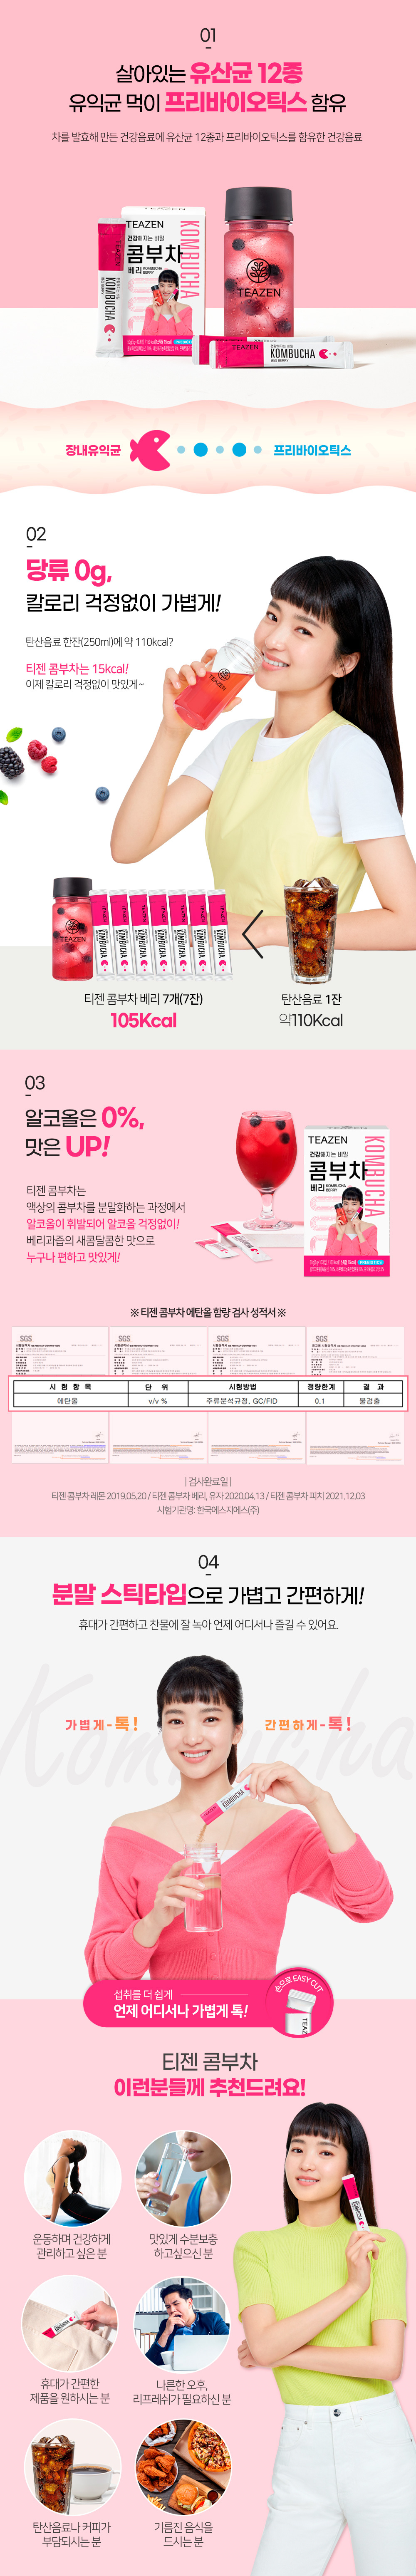 01
살아있는 유산균 12종
유익균 먹이 프리바이오틱스 함유
차를 발효해 만든 건강음료에 유산균 12종과 프리바이오틱스를 함유한 건강음료
TEAZEN
건강해지는 비밀
콤부차
베리 KOMBUCHA BERRY
KOMBUCHA
TEAZEN
KOMBUCHA
TEAZEN
TEAZEN
KOMBUCHA
장내유익균
프리바이오틱스
02
당류 0g,
칼로리 걱정없이 가볍게!
탄산음료 한잔(250ml)에 약 110kcal?
티젠 콤부차는 15kcal!
이제 칼로리 걱정없이 맛있게~
TEAZEN
TEAZEN
KOMBUCHA
KOMBUCHA
KOMBUCHA
KOMBUCHA
KOMBUCHA
KOMBUCHA
KOMBUCHA
티젠 콤부차 베리 7개(7잔)
105Kcal
탄산음료 1잔
약110Kcal
03
알코올은 0%,
맛은 UP!
티젠 콤부차는
액상의 콤부차를 분말화하는 과정에서
알코올이 휘발되어 알코올 걱정없이!
베리과즙의 새콤달콤한 맛으로
누구나 편하고 맛있게!
TEAZEN
건강해지는 비밀
콤부차
베리 KOMBUCHA BERRY
KOMBUCHA
※ 티젠 콤부차 에탄올 함량 검사 성적서 ※
SGS SGS SGS SGS
시 험 항 목 단 위 시험방법 정량한계 결 과
에탄올 v/v % 주류분석규정, GC/FID 0.1 불검출
| 검사완료일 |
티젠 콤부차 레몬 2019.05.20 / 티젠 콤부차 베리, 유자 2020.04.13 / 티젠 콤부차 피치 2021.12.03
시험기관명: 한국에스지에스(주)
04
분말 스틱타입으로 가볍고 간편하게!
휴대가 간편하고 찬물에 잘 녹아 언제 어디서나 즐길 수 있어요.
Kombucha
가볍게-톡!
간편하게-톡!
KOMBUCHA
섭취를 더 쉽게
언제 어디서나 가볍게 톡!
손으로 EASY CUT
TEAZ
티젠 콤부차
이런분들께 추천드려요!
운동하며 건강하게
관리하고 싶은 분
맛있게 수분보충
하고싶으신 분
KOMBUCHA
휴대가 간편한
제품을 원하시는 분
나른한 오후,
리프레쉬가 필요하신 분
탄산음료나 커피가
부담되시는 분
기름진 음식을
드시는 분